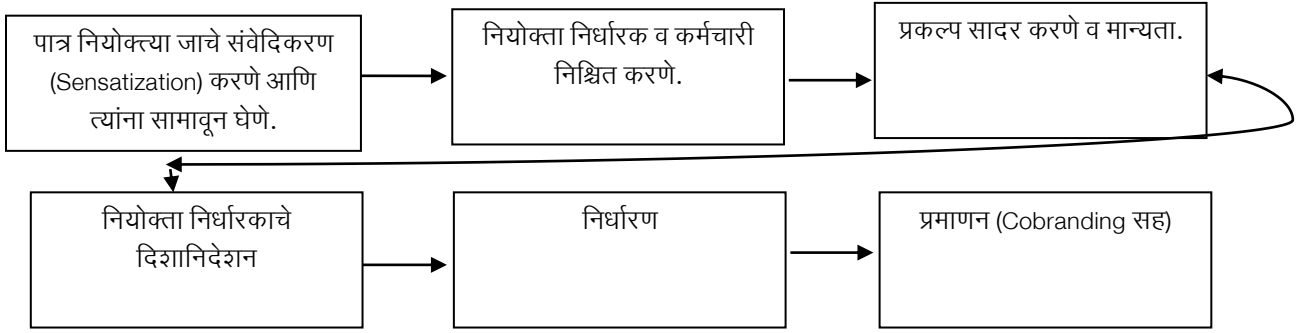 पात्र नियोक्त्या जाचे संवेदिकरण
(Sensatization) करणे आणि
त्यांना सामावून घेणे.
नियोक्ता निर्धारक व कर्मचारी
निश्चित करणे.
प्रकल्प सादर करणे व मान्यता.
नियोक्ता निर्धारकाचे
दिशानिदेशन
निर्धारण
प्रमाणन (Cobranding सह)